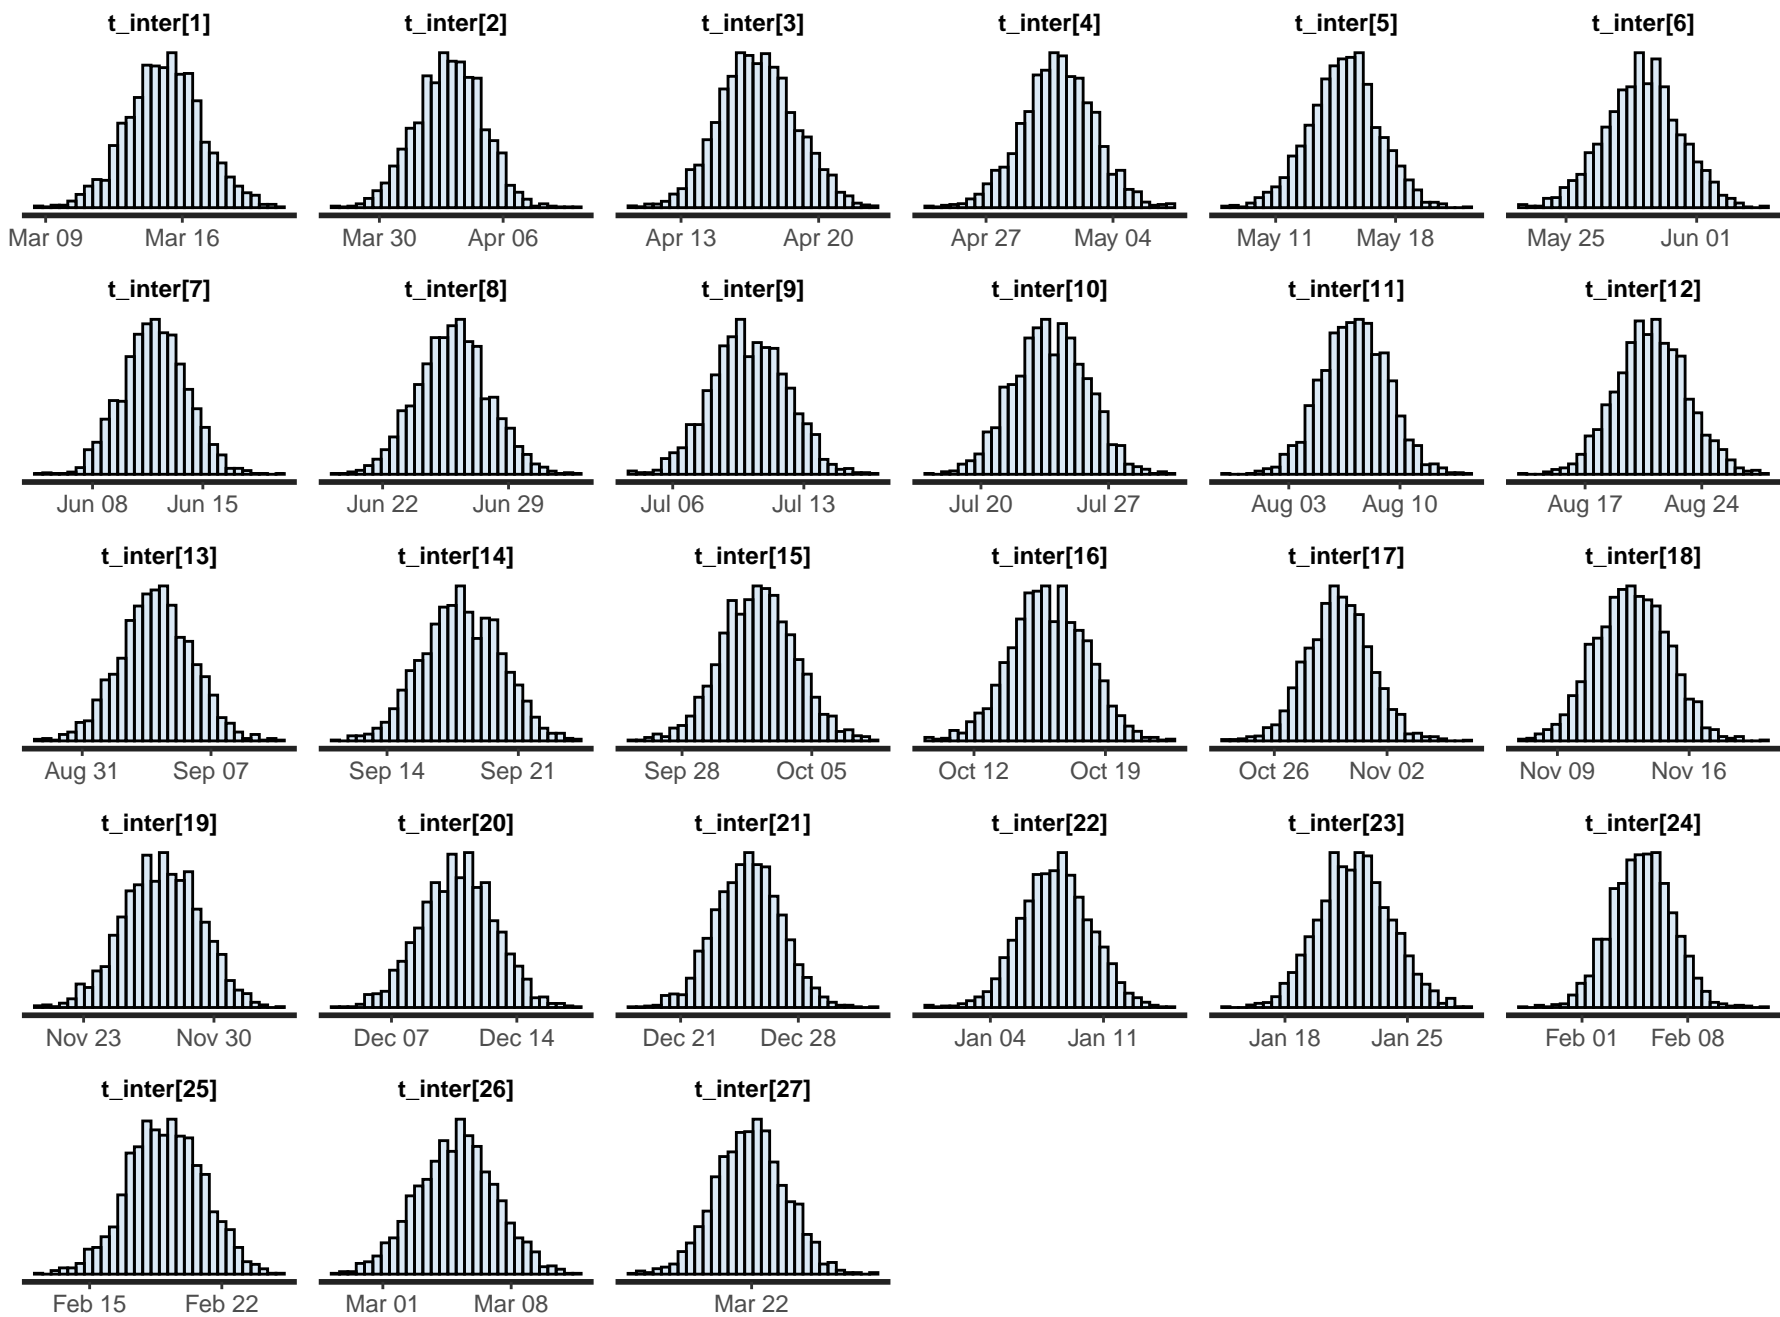 t_inter[1] t_inter[2] t_inter[3] t_inter[4] t_inter[5] t_inter[6]
Mar 09 Mar 16 Mar 30 Apr 06 Apr 13 Apr 20 Apr 27 May 04 May 11 May 18 May 25 Jun 01
t_inter[7] t_inter[8] t_inter[9] t_inter[10] t_inter[11] t_inter[12]
Jun 08 Jun 15 Jun 22 Jun 29 Jul 06 Jul 13 Jul 20 Jul 27 Aug 03 Aug 10 Aug 17 Aug 24
t_inter[13] t_inter[14] t_inter[15] t_inter[16] t_inter[17] t_inter[18]
Aug 31 Sep 07 Sep 14 Sep 21 Sep 28 Oct 05 Oct 12 Oct 19 Oct 26 Nov 02 Nov 09 Nov 16
t_inter[19] t_inter[20] t_inter[21] t_inter[22] t_inter[23] t_inter[24]
Nov 23 Nov 30 Dec 07 Dec 14 Dec 21 Dec 28 Jan 04 Jan 11 Jan 18 Jan 25 Feb 01 Feb 08
t_inter[25] t_inter[26] t_inter[27]
Feb 15 Feb 22 Mar 01 Mar 08 Mar 22